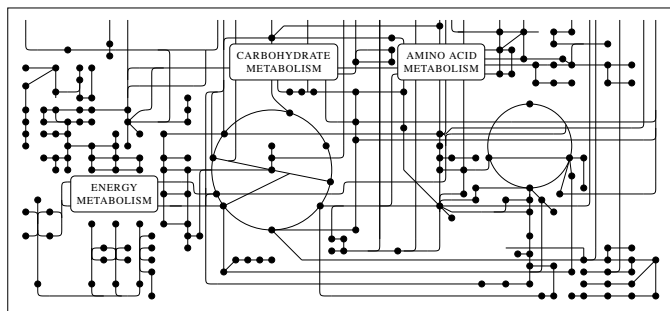 CARBOHYDRATE
METABOLISM
AMINO ACID
METABOLISM
ENERGY
METABOLISM